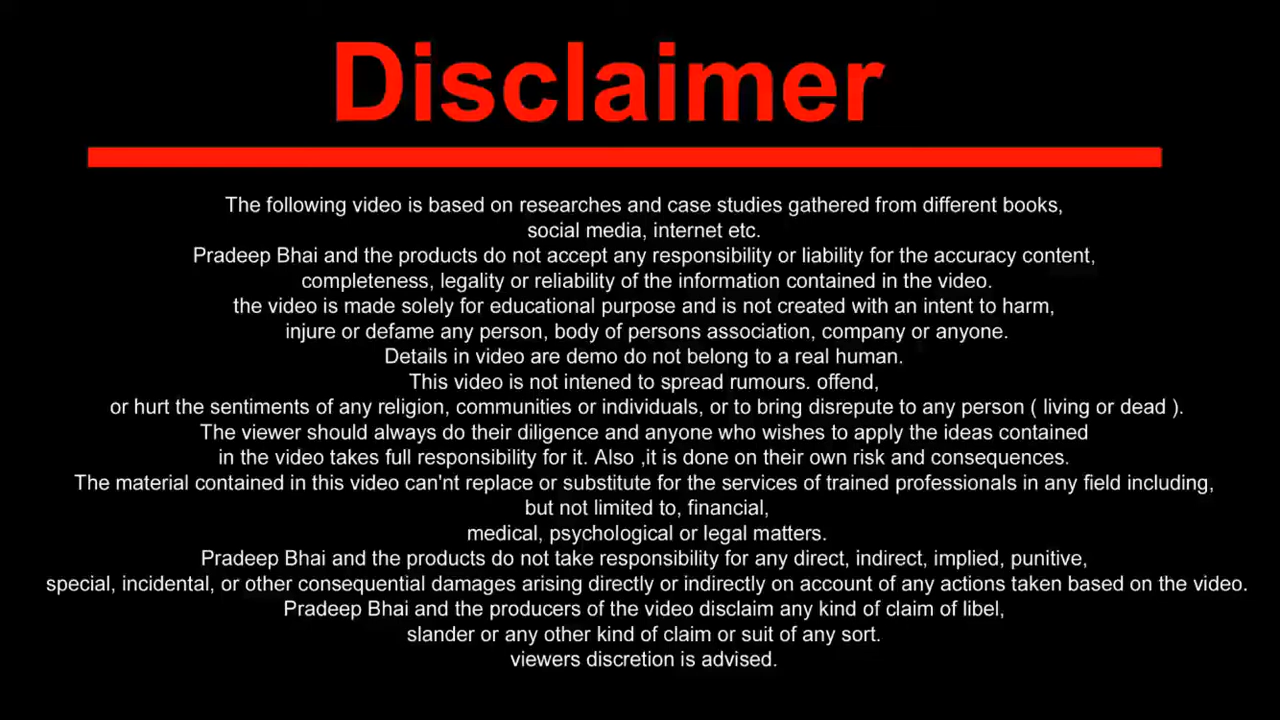 Disclaimer
The following video is based on researches and case studies gathered from different books,
social media, internet etc.
Pradeep Bhai and the products do not accept any responsibility or liability for the accuracy content,
completeness, legality or reliability of the information contained in the video.
the video is made solely for educational purpose and is not created with an intent to harm,
injure or defame any person, body of persons association, company or anyone.
Details in video are demo do not belong to a real human.
This video is not intened to spread rumours. offend,
or hurt the sentiments of any religion, communities or individuals, or to bring disrepute to any person ( living or dead ).
The viewer should always do their diligence and anyone who wishes to apply the ideas contained
in the video takes full responsibility for it. Also ,it is done on their own risk and consequences.
The material contained in this video can'nt replace or substitute for the services of trained professionals in any field including,
but not limited to, financial,
medical, psychological or legal matters.
Pradeep Bhai and the products do not take responsibility for any direct, indirect, implied, punitive,
special, incidental, or other consequential damages arising directly or indirectly on account of any actions taken based on the video.
Pradeep Bhai and the producers of the video disclaim any kind of claim of libel,
slander or any other kind of claim or suit of any sort.
viewers discretion is advised.